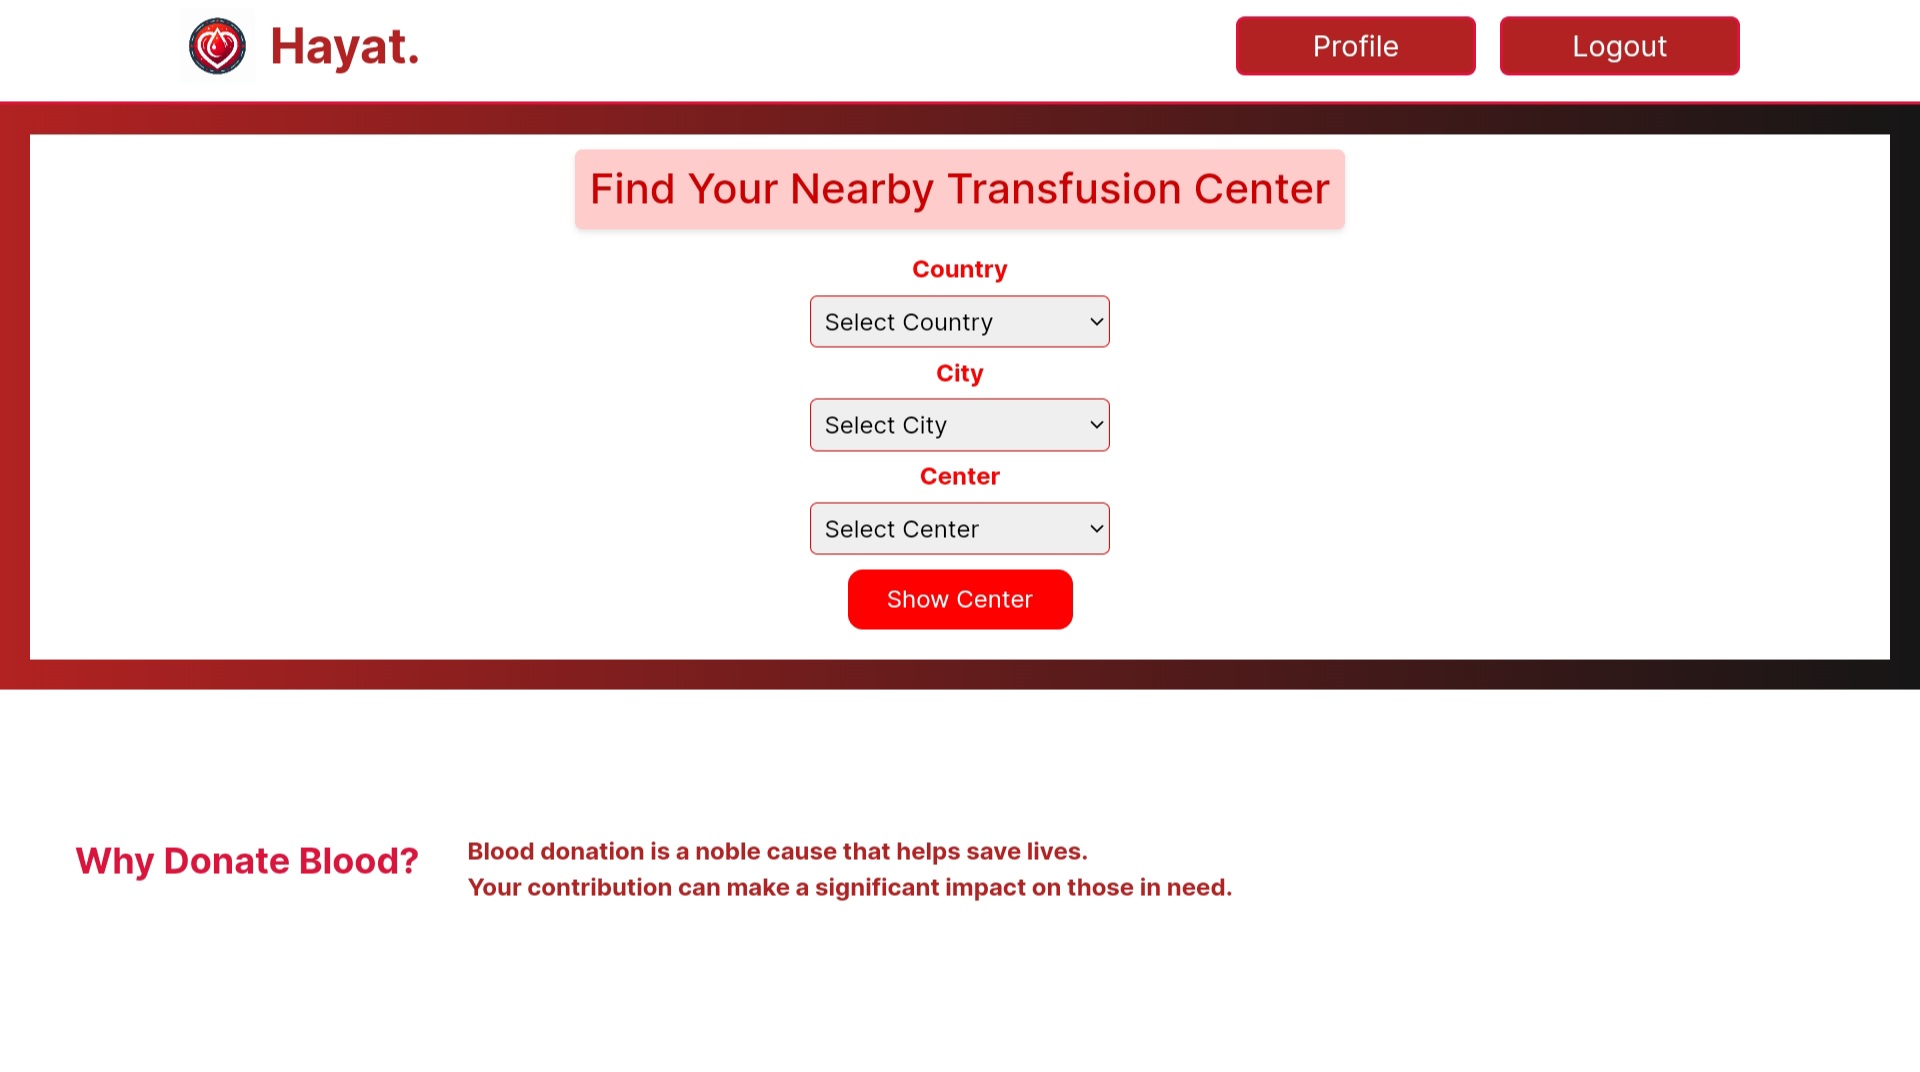 Hayat.
Profile
Logout
Find Your Nearby Transfusion Center
Country
Select Country
City
Select City
Center
Select Center
Show Center
Why Donate Blood?
Blood donation is a noble cause that helps save lives.
Your contribution can make a significant impact on those in need.